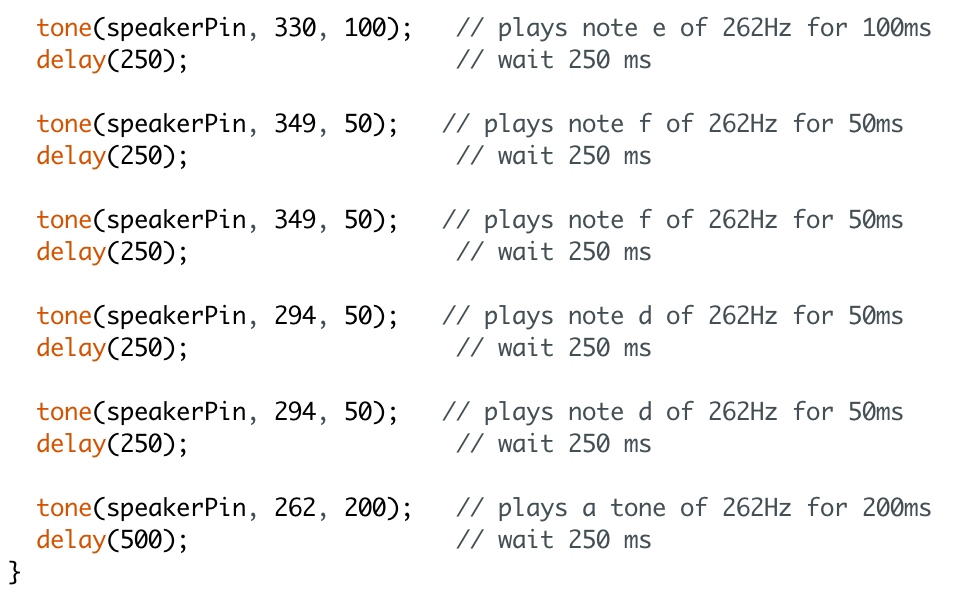 tone(speakerPin, 330, 100);   // plays note e of 262Hz for 100ms
delay(250);                   // wait 250 ms
tone(speakerPin, 349, 50);   // plays note f of 262Hz for 50ms
delay(250);                   // wait 250 ms
tone(speakerPin, 349, 50);   // plays note f of 262Hz for 50ms
delay(250);                   // wait 250 ms
tone(speakerPin, 294, 50);   // plays note d of 262Hz for 50ms
delay(250);                   // wait 250 ms
tone(speakerPin, 294, 50);   // plays note d of 262Hz for 50ms
delay(250);                   // wait 250 ms
tone(speakerPin, 262, 200);   // plays a tone of 262Hz for 200ms
delay(500);                   // wait 250 ms
}